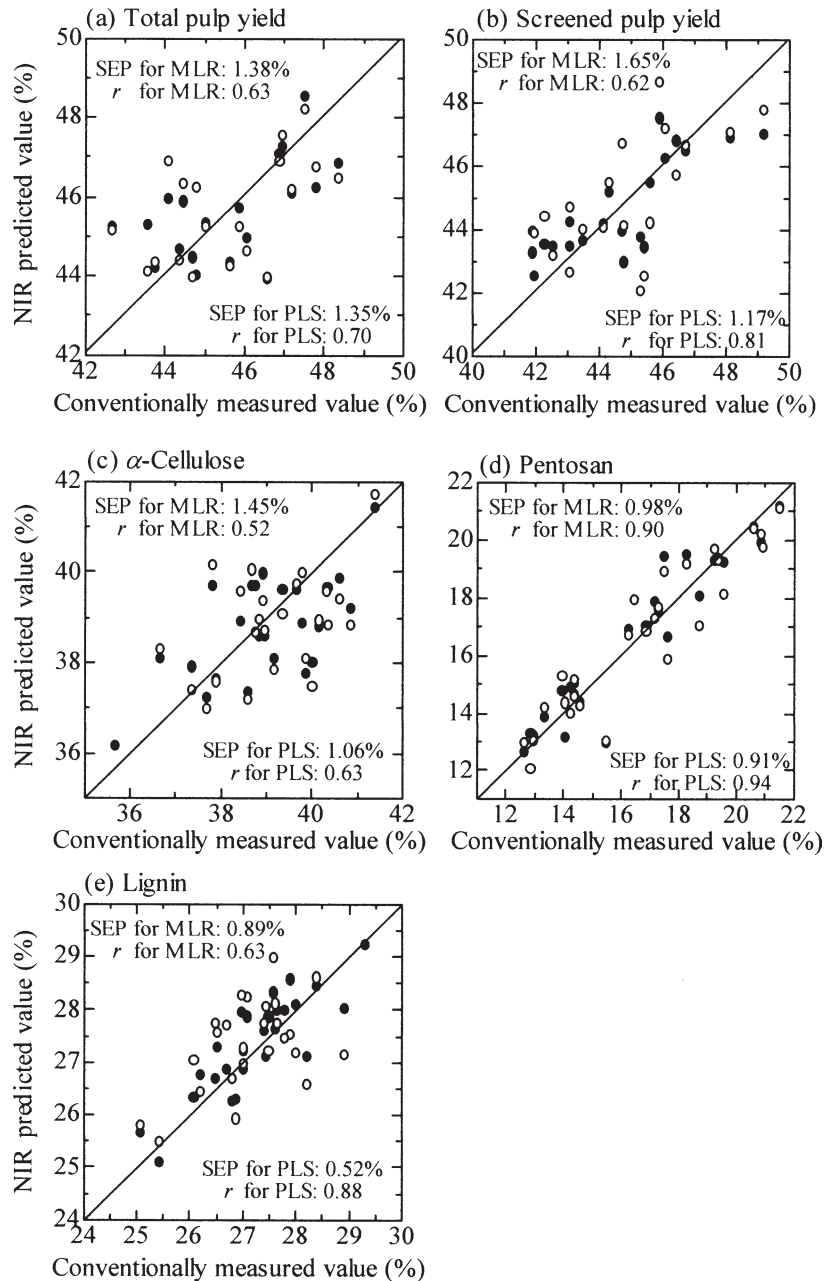 (a) Total pulp yield
50
SEP for MLR: 1.38%
r for MLR: 0.63
48
46
44
42
NIR predicted value (%)
SEP for PLS: 1.35%
r for PLS: 0.70
42 44 46 48 50
Conventionally measured value (%)
(b) Screened pulp yield
50
SEP for MLR: 1.65%
r for MLR: 0.62
48
46
44
42
40
NIR predicted value (%)
SEP for PLS: 1.17%
r for PLS: 0.81
40 42 44 46 48 50
Conventionally measured value (%)
(c) α-Cellulose
42
SEP for MLR: 1.45%
r for MLR: 0.52
40
38
36
NIR predicted value (%)
SEP for PLS: 1.06%
r for PLS: 0.63
36 38 40 42
Conventionally measured value (%)
(d) Pentosan
22
SEP for MLR: 0.98%
r for MLR: 0.90
20
18
16
14
12
NIR predicted value (%)
SEP for PLS: 0.91%
r for PLS: 0.94
12 14 16 18 20 22
Conventionally measured value (%)
(e) Lignin
30
SEP for MLR: 0.89%
r for MLR: 0.63
29
28
27
26
25
24
NIR predicted value (%)
SEP for PLS: 0.52%
r for PLS: 0.88
24 25 26 27 28 29 30
Conventionally measured value (%)